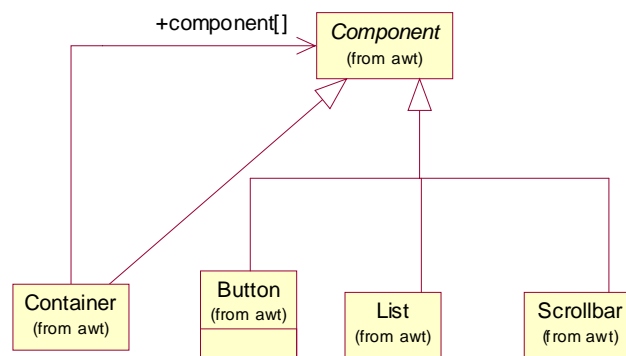 +component[]
Component
(from awt)
Container
(from awt)
Button
(from awt)
List
(from awt)
Scrollbar
(from awt)